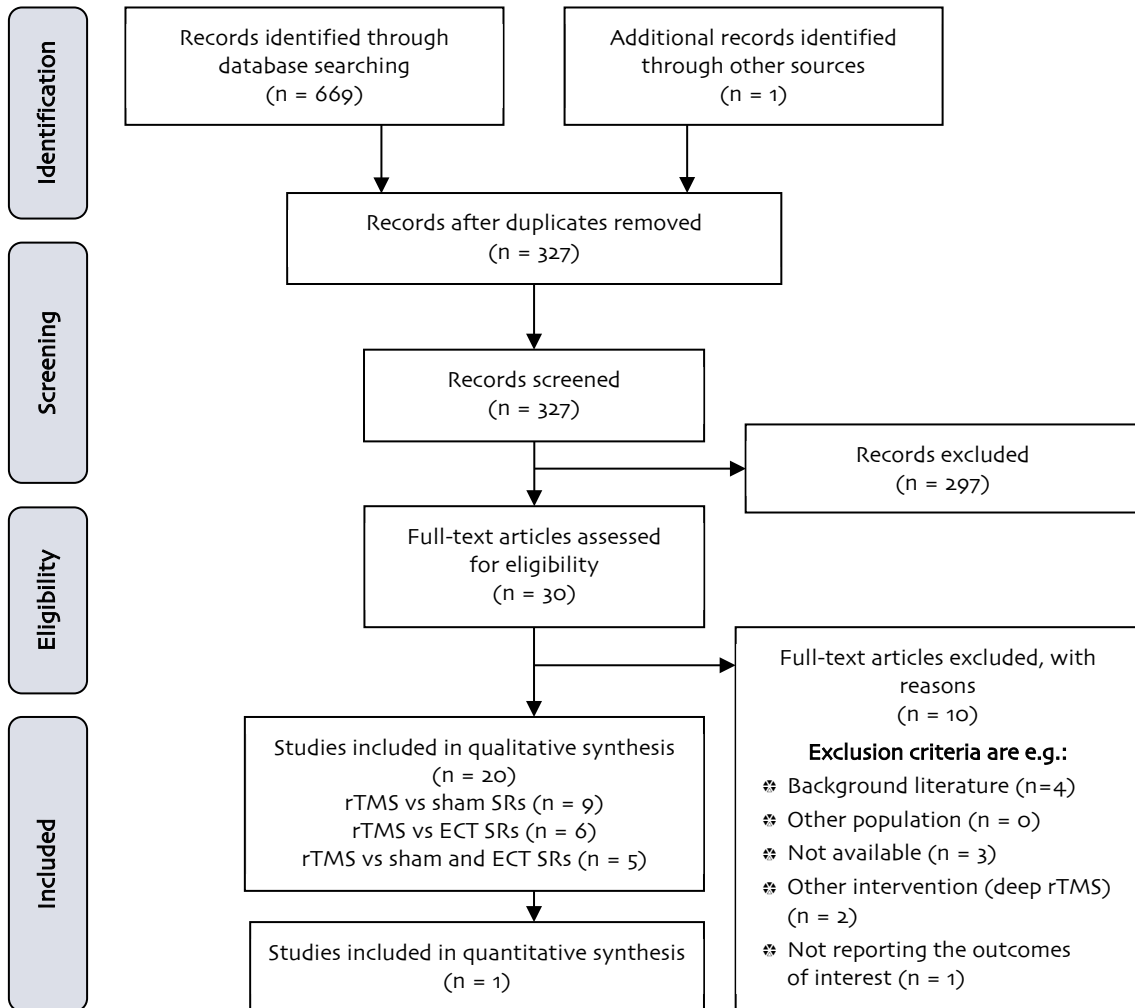 Identification
Records identified through
database searching
(n = 669)
Additional records identified
through other sources
(n = 1)
Records after duplicates removed
(n = 327)
Screening
Records screened
(n = 327)
Records excluded
(n = 297)
Eligibility
Full-text articles assessed
for eligibility
(n = 30)
Full-text articles excluded, with
reasons
(n = 10)
Exclusion criteria are e.g.:
Background literature (n=4)
Other population (n = 0)
Not available (n = 3)
Other intervention (deep rTMS)
(n = 2)
Not reporting the outcomes
of interest (n = 1)
Included
Studies included in qualitative synthesis
(n = 20)
rTMS vs sham SRs (n = 9)
rTMS vs ECT SRs (n = 6)
rTMS vs sham and ECT SRs (n = 5)
Studies included in quantitative synthesis
(n = 1)